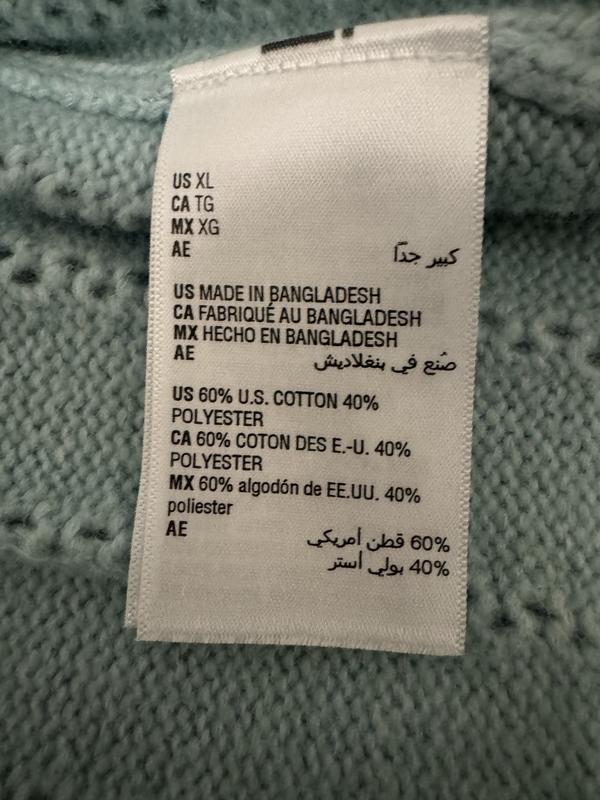 US XL
CA TG
MX XG
AE كبير جدًا
US MADE IN BANGLADESH
CA FABRIQUÉ AU BANGLADESH
MX HECHO EN BANGLADESH
AE صُنع في بنغلاديش
US 60% U.S. COTTON 40%
POLYESTER
CA 60% COTON DES E.-U. 40%
POLYESTER
MX 60% algodón de EE.UU. 40%
poliester
AE 60% قطن أمريكي
40% بولي أستر